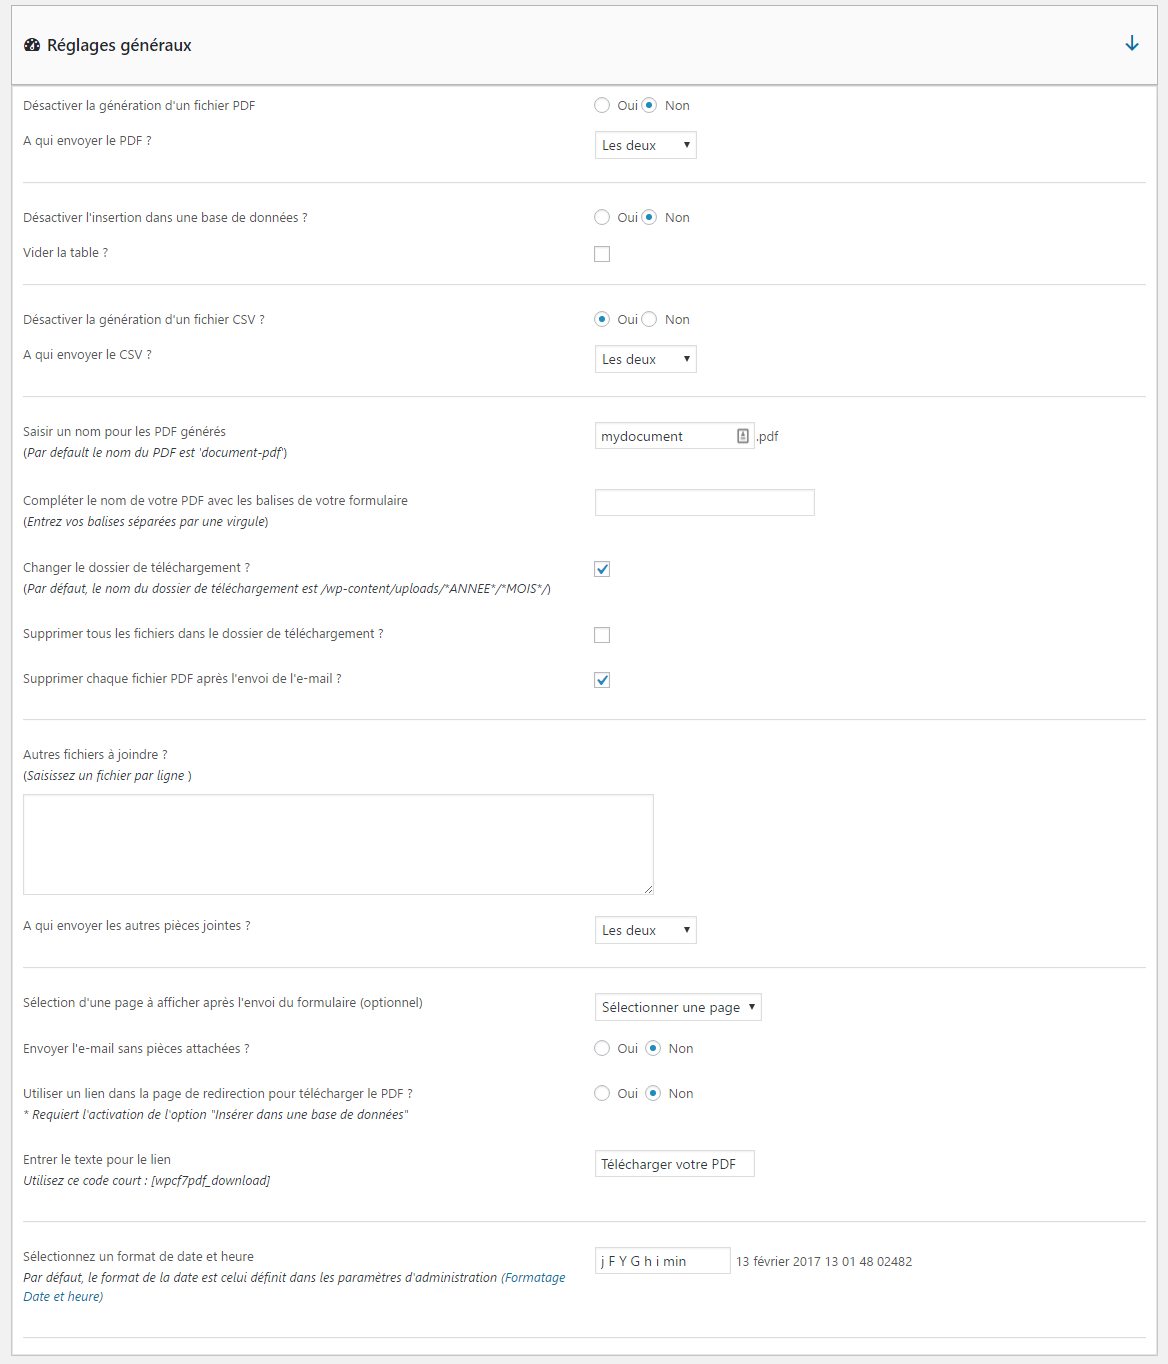 Réglages généraux
Désactiver la génération d'un fichier PDF
Oui Non
A qui envoyer le PDF ?
Les deux
Désactiver l'insertion dans une base de données ?
Oui Non
Vider la table ?
Désactiver la génération d'un fichier CSV ?
Oui Non
A qui envoyer le CSV ?
Les deux
Saisir un nom pour les PDF générés
(Par default le nom du PDF est 'document-pdf')
mydocument .pdf
Compléter le nom de votre PDF avec les balises de votre formulaire
(Entrez vos balises séparées par une virgule)
Changer le dossier de téléchargement ?
(Par défaut, le nom du dossier de téléchargement est /wp-content/uploads/*ANNEE*/*MOIS*/)
Supprimer tous les fichiers dans le dossier de téléchargement ?
Supprimer chaque fichier PDF après l'envoi de l'e-mail ?
Autres fichiers à joindre ?
(Saisissez un fichier par ligne )
A qui envoyer les autres pièces jointes ?
Les deux
Sélection d'une page à afficher après l'envoi du formulaire (optionnel)
Sélectionner une page
Envoyer l'e-mail sans pièces attachées ?
Oui Non
Utiliser un lien dans la page de redirection pour télécharger le PDF ?
* Requiert l'activation de l'option "Insérer dans une base de données"
Oui Non
Entrer le texte pour le lien
Utilisez ce code court : [wpcf7pdf_download]
Télécharger votre PDF
Sélectionnez un format de date et heure
Par défaut, le format de la date est celui définit dans les paramètres d'administration (Formatage
Date et heure)
j F Y G h i min 13 février 2017 13 01 48 02482